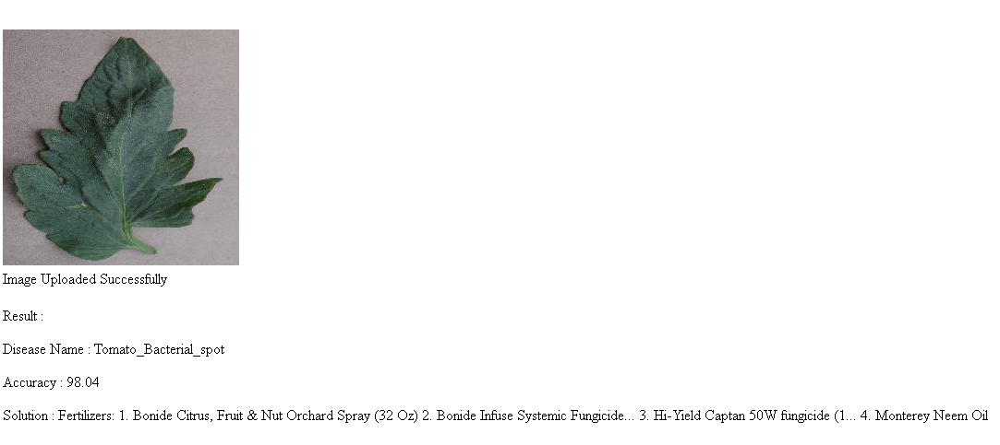 Image Uploaded Successfully
Result :
Disease Name : Tomato_Bacterial_spot
Accuracy : 98.04
Solution : Fertilizers: 1. Bonide Citrus, Fruit & Nut Orchard Spray (32 Oz) 2. Bonide Infuse Systemic Fungicide... 3. Hi-Yield Captan 50W fungicide (1... 4. Monterey Neem Oil